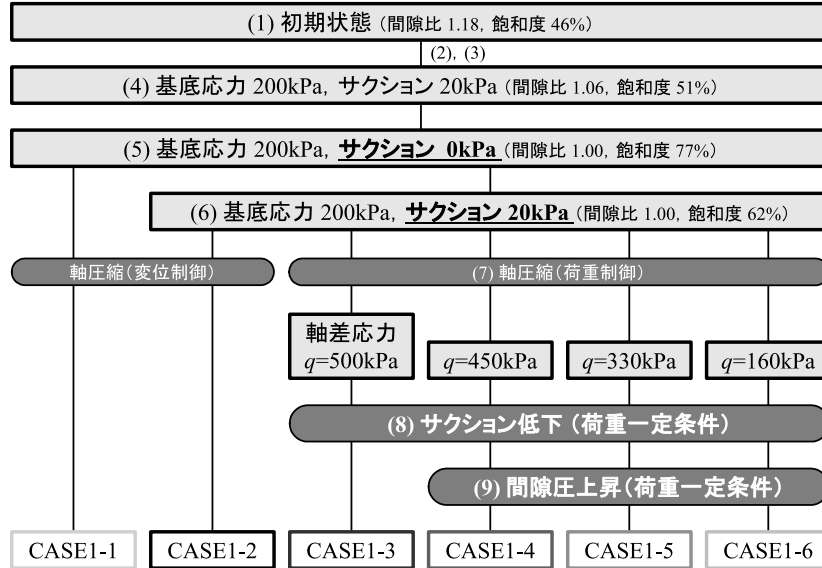 (1) 初期状態 (間隙比 1.18, 飽和度 46%)
(2), (3)
(4) 基底応力 200kPa, サクション 20kPa (間隙比 1.06, 飽和度 51%)
(5) 基底応力 200kPa, サクション 0kPa (間隙比 1.00, 飽和度 77%)
(6) 基底応力 200kPa, サクション 20kPa (間隙比 1.00, 飽和度 62%)
軸圧縮(変位制御)
(7) 軸圧縮(荷重制御)
軸差応力
q=500kPa
q=450kPa
q=330kPa
q=160kPa
(8) サクション低下 (荷重一定条件)
(9) 間隙圧上昇(荷重一定条件)
CASE1-1
CASE1-2
CASE1-3
CASE1-4
CASE1-5
CASE1-6